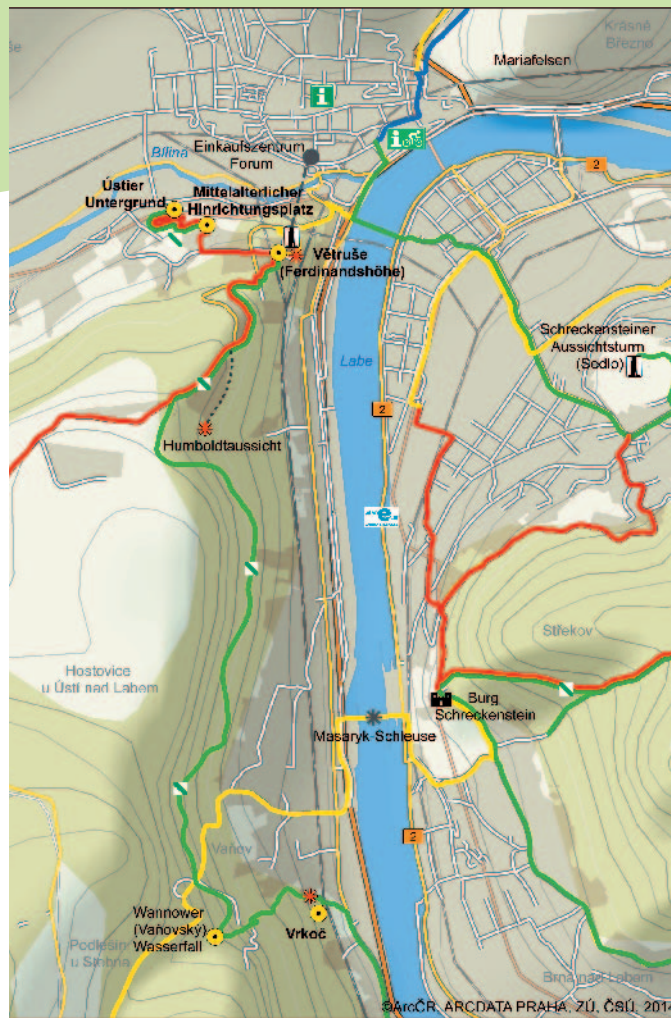 Krásné
Březno
Mariafelsen
i
i
Einkaufszentrum
Forum
Bílina
2
Ústier
Untergrund
Mittelalterlicher
Hinrichtungsplatz
Větruše
(Ferdinandshöhe)
Schreckensteiner
Aussichtsturm
(Sedlo)
Labe
2
Humboldtaussicht
e
Střekov
Hostovice
u Ústí nad Labem
Burg
Schreckenstein
Masaryk-Schleuse
2
Vaňov
Wannower
(Vaňovský)
Wasserfall
Vrkoč
Podlešín
u Stebna
Brná nad Labem
©ArcČR, ARCDATA PRAHA, ZÚ, ČSÚ, 2014